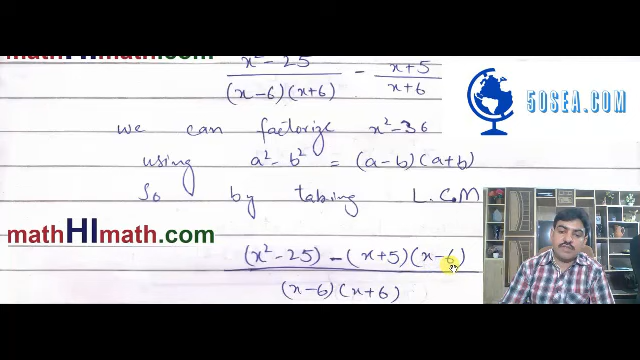 mathHImath.com
x² - 25 / (x-6)(x+6) - x+5 / x+6
5OSEA.COM
we can factorize x²-36
using a² - b² = (a-b)(a+b)
So by taking L.C.M
mathHImath.com
(x² - 25) - (x+5)(x-6)
(x-6)(x+6)